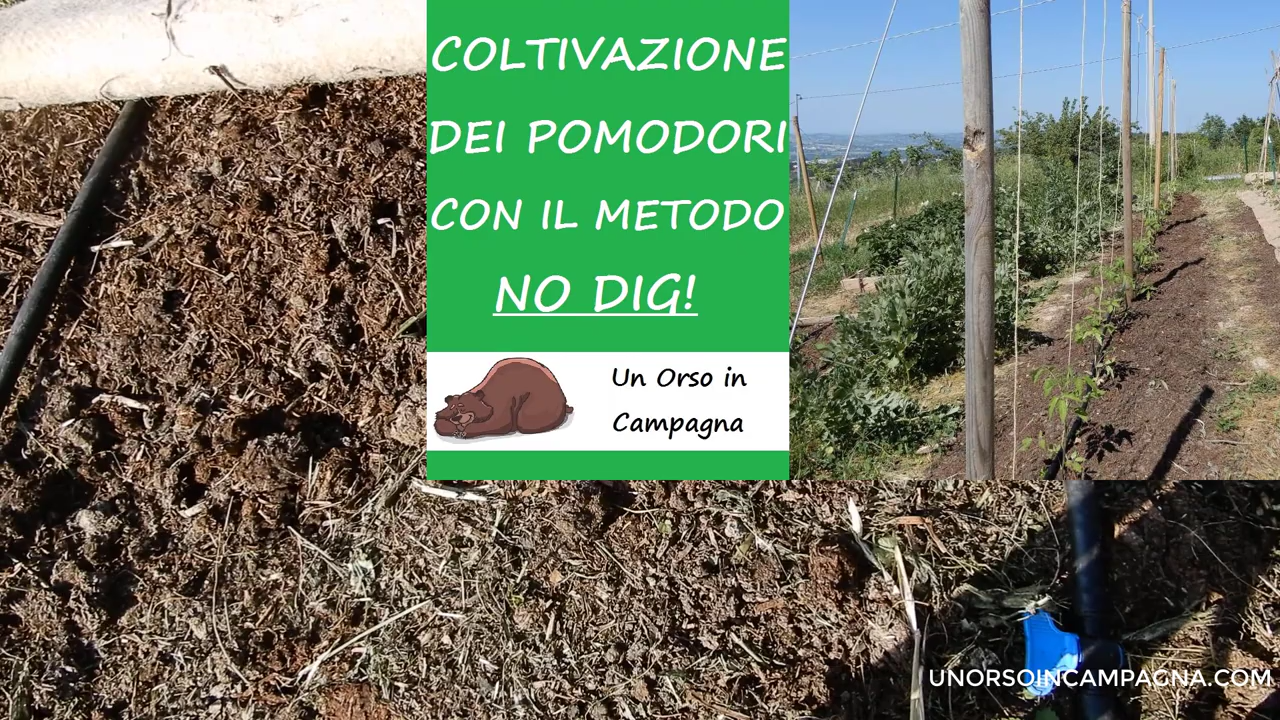 COLTIVAZIONE
DEI POMODORI
CON IL METODO
NO DIG!
Un Orso in
Campagna
UNORSOINCAMPAGNA.COM